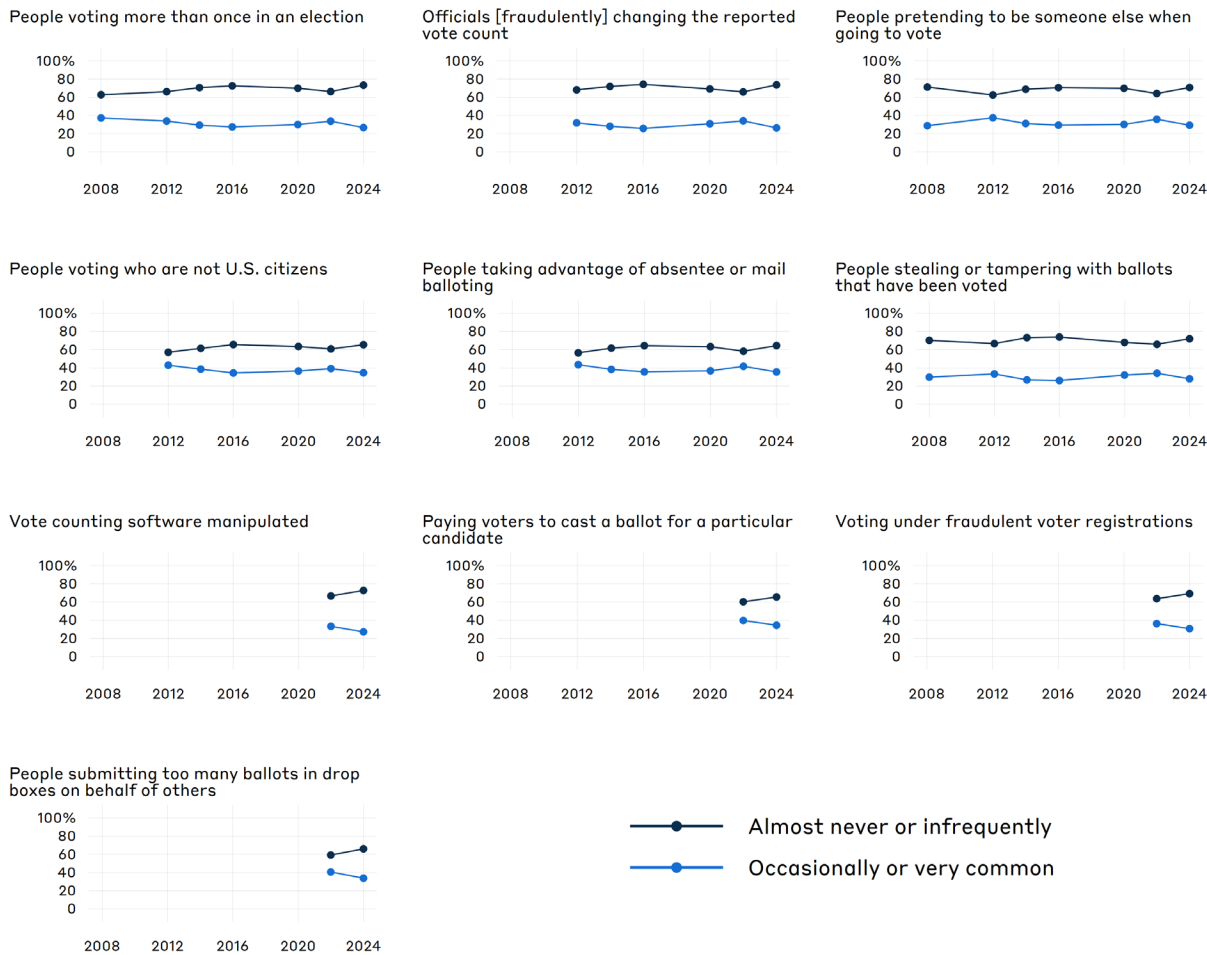 People voting more than once in an election
100%
80
60
40
20
0
2008 2012 2016 2020 2024
Officials [fraudulently] changing the reported
vote count
100%
80
60
40
20
0
2008 2012 2016 2020 2024
People pretending to be someone else when
going to vote
100%
80
60
40
20
0
2008 2012 2016 2020 2024
People voting who are not U.S. citizens
100%
80
60
40
20
0
2008 2012 2016 2020 2024
People taking advantage of absentee or mail
balloting
100%
80
60
40
20
0
2008 2012 2016 2020 2024
People stealing or tampering with ballots
that have been voted
100%
80
60
40
20
0
2008 2012 2016 2020 2024
Vote counting software manipulated
100%
80
60
40
20
0
2008 2012 2016 2020 2024
Paying voters to cast a ballot for a particular
candidate
100%
80
60
40
20
0
2008 2012 2016 2020 2024
Voting under fraudulent voter registrations
100%
80
60
40
20
0
2008 2012 2016 2020 2024
People submitting too many ballots in drop
boxes on behalf of others
100%
80
60
40
20
0
2008 2012 2016 2020 2024
Almost never or infrequently
Occasionally or very common